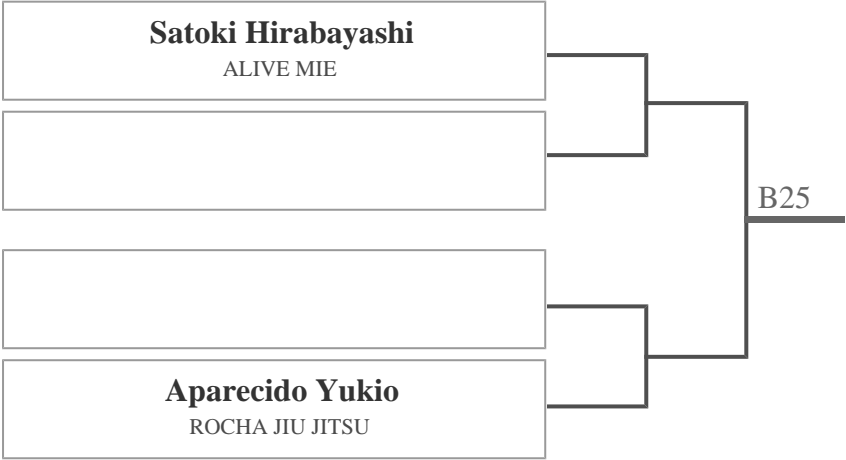 Satoki Hirabayashi
ALIVE MIE
B25
Aparecido Yukio
ROCHA JIU JITSU